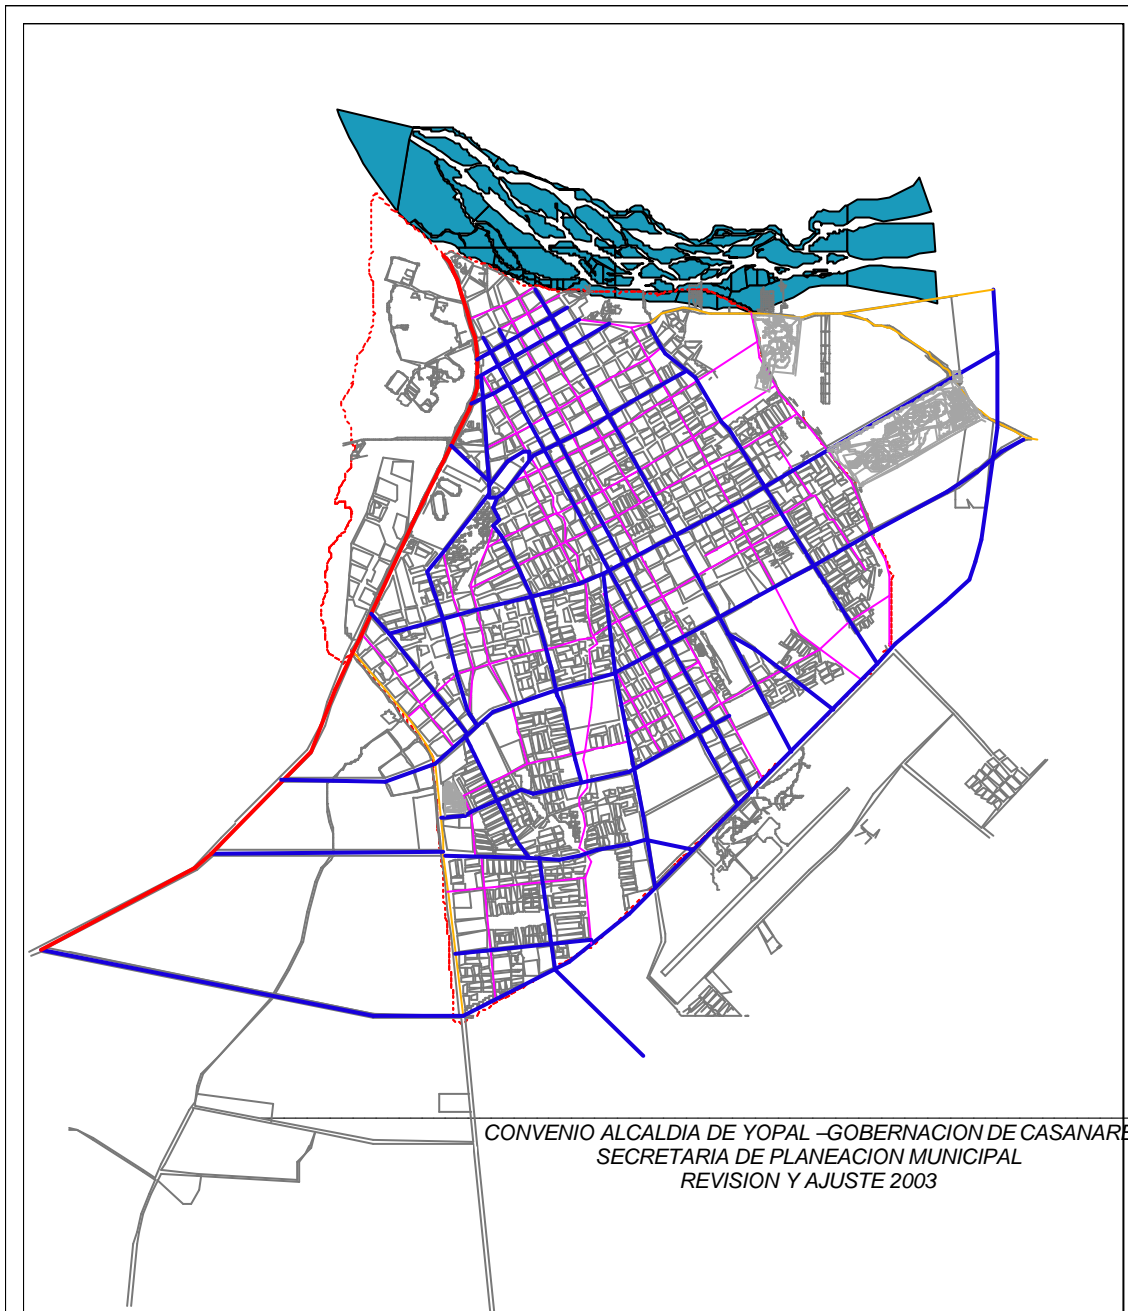 CONVENIO ALCALDIA DE YOPAL –GOBERNACION DE CASANARE
SECRETARIA DE PLANEACION MUNICIPAL
REVISION Y AJUSTE 2003